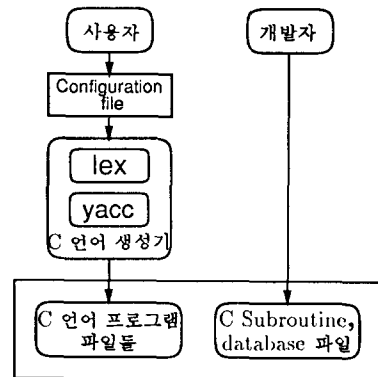 사용자
개발자
Configuration
file
lex
yacc
C 언어 생성기
C 언어 프로그램
파일들
C Subroutine,
database 파일